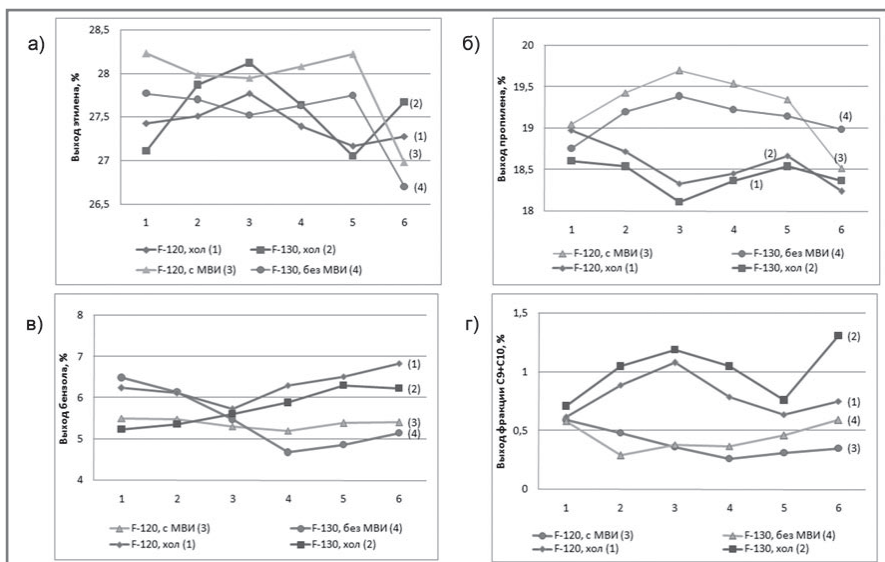 а)
Выход этилена, %
28,5
28
27,5
27
26,5
(2)
(1)
(3)
(4)
1 2 3 4 5 6
F-120, хол (1) F-130, хол (2)
F-120, с МВИ (3) F-130, без МВИ (4)
б)
Выход пропилена, %
20
19,5
19
18,5
18
(4)
(3)
(2)
(1)
1 2 3 4 5 6
F-120, с МВИ (3) F-130, без МВИ (4)
F-120, хол (1) F-130, хол (2)
в)
Выход бензола, %
8
7
6
5
4
(1)
(2)
(3)
(4)
1 2 3 4 5 6
F-120, с МВИ (3) F-130, без МВИ (4)
F-120, хол (1) F-130, хол (2)
г)
Выход фракции С9+С10, %
1,5
1
0,5
0
(2)
(1)
(4)
(3)
1 2 3 4 5 6
F-120, с МВИ (3) F-130, без МВИ (4)
F-120, хол (1) F-130, хол (2)